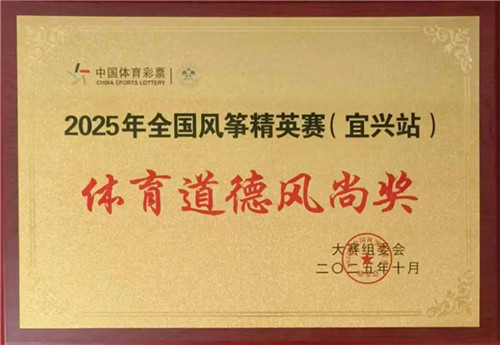 中国体育彩票
CHINA SPORTS LOTTERY
2025年全国风筝精英赛（宜兴站）
体育道德风尚奖
大赛组委会
二〇二五年十月